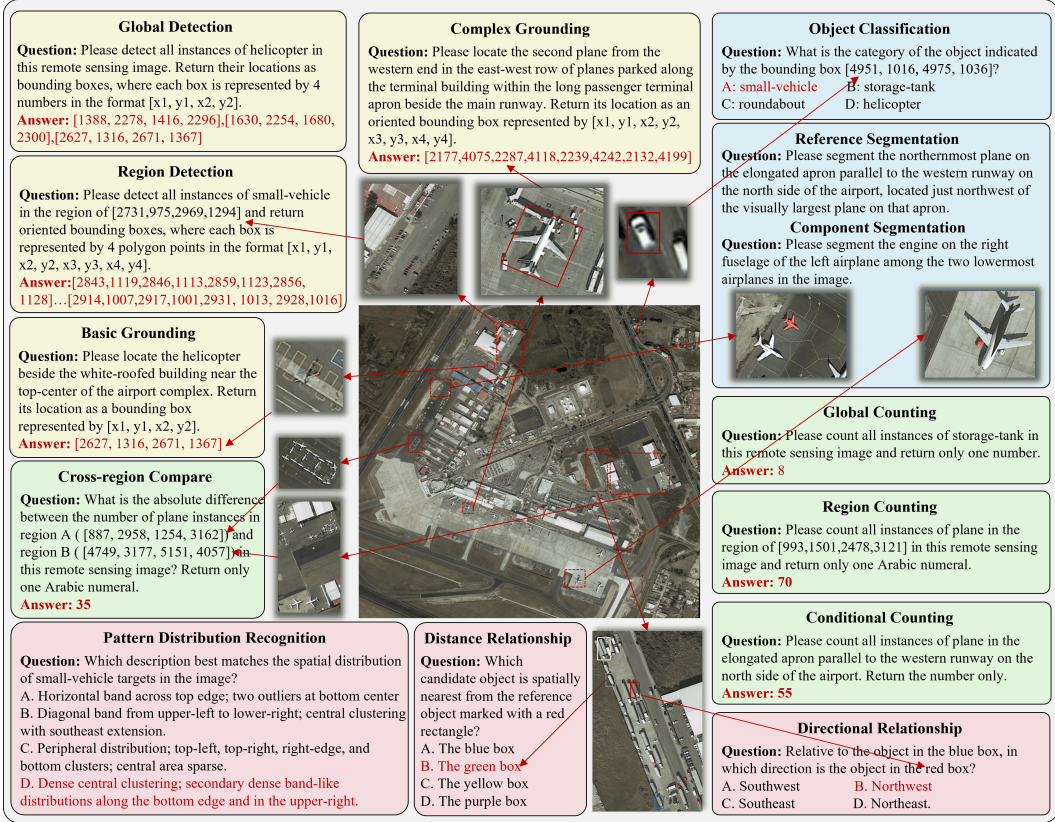 Global Detection
Question: Please detect all instances of helicopter in
this remote sensing image. Return their locations as
bounding boxes, where each box is represented by 4
numbers in the format [x1, y1, x2, y2].
Answer: [1388, 2278, 1416, 2296],[1630, 2254, 1680,
2300],[2627, 1316, 2671, 1367]
Region Detection
Question: Please detect all instances of small-vehicle
in the region of [2731,975,2969,1294] and return
oriented bounding boxes, where each box is
represented by 4 polygon points in the format [x1, y1,
x2, y2, x3, y3, x4, y4].
Answer:[2843,1119,2846,1113,2859,1123,2856,
1128]…[2914,1007,2917,1001,2931, 1013, 2928,1016]
Basic Grounding
Question: Please locate the helicopter
beside the white-roofed building near the
top-center of the airport complex. Return
its location as a bounding box
represented by [x1, y1, x2, y2].
Answer: [2627, 1316, 2671, 1367]
Cross-region Compare
Question: What is the absolute difference
between the number of plane instances in
region A ( [887, 2958, 1254, 3162]) and
region B ( [4749, 3177, 5151, 4057]) in
this remote sensing image? Return only
one Arabic numeral.
Answer: 35
Complex Grounding
Question: Please locate the second plane from the
western end in the east-west row of planes parked along
the terminal building within the long passenger terminal
apron beside the main runway. Return its location as an
oriented bounding box represented by [x1, y1, x2, y2,
x3, y3, x4, y4].
Answer: [2177,4075,2287,4118,2239,4242,2132,4199]
Object Classification
Question: What is the category of the object indicated
by the bounding box [4951, 1016, 4975, 1036]?
A: small-vehicle B: storage-tank
C: roundabout D: helicopter
Reference Segmentation
Question: Please segment the northernmost plane on
the elongated apron parallel to the western runway on
the north side of the airport, located just northwest of
the visually largest plane on that apron.
Component Segmentation
Question: Please segment the engine on the right
fuselage of the left airplane among the two lowermost
airplanes in the image.
Global Counting
Question: Please count all instances of storage-tank in
this remote sensing image and return only one number.
Answer: 8
Region Counting
Question: Please count all instances of plane in the
region of [993,1501,2478,3121] in this remote sensing
image and return only one Arabic numeral.
Answer: 70
Conditional Counting
Question: Please count all instances of plane in the
elongated apron parallel to the western runway on the
north side of the airport. Return the number only.
Answer: 55
Pattern Distribution Recognition
Question: Which description best matches the spatial distribution
of small-vehicle targets in the image?
A. Horizontal band across top edge; two outliers at bottom center
B. Diagonal band from upper-left to lower-right; central clustering
with southeast extension.
C. Peripheral distribution; top-left, top-right, right-edge, and
bottom clusters; central area sparse.
D. Dense central clustering; secondary dense band-like
distributions along the bottom edge and in the upper-right.
Distance Relationship
Question: Which
candidate object is spatially
nearest from the reference
object marked with a red
rectangle?
A. The blue box
B. The green box
C. The yellow box
D. The purple box
Directional Relationship
Question: Relative to the object in the blue box, in
which direction is the object in the red box?
A. Southwest B. Northwest
C. Southeast D. Northeast.